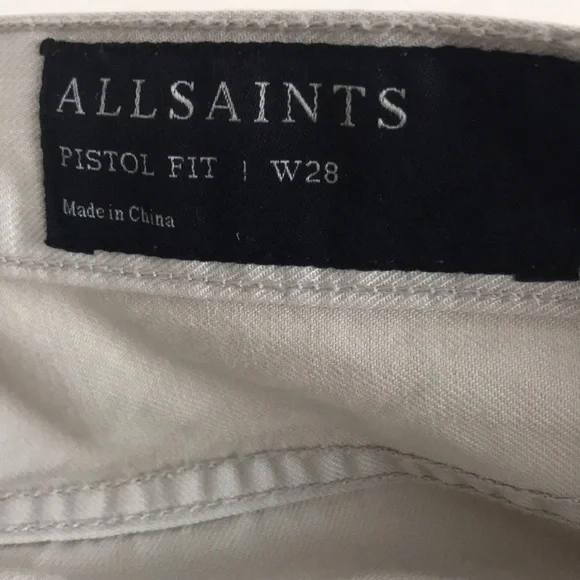 ALLSAINTS
PISTOL FIT | W28
Made in China